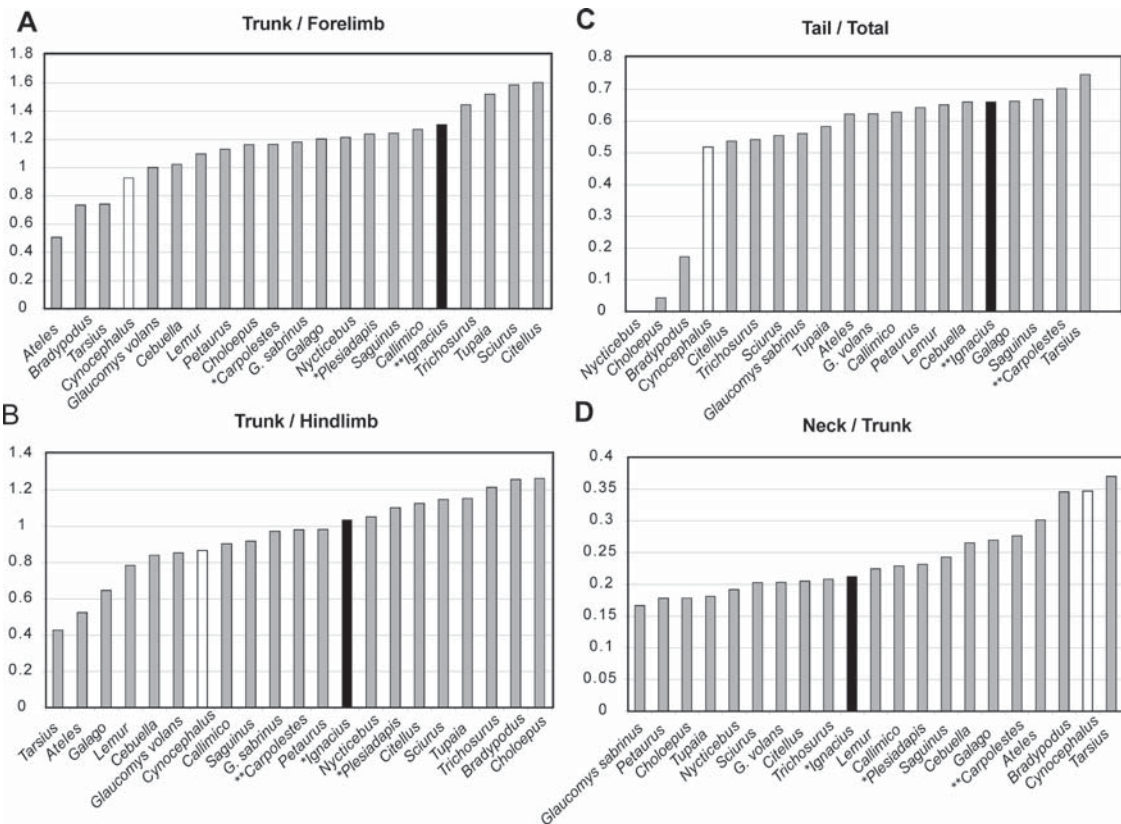 A
Trunk / Forelimb
1.8
1.6
1.4
1.2
1
0.8
0.6
0.4
0.2
0
Ateles
Bradypodus
Tarsius
Cynocephalus
Glaucomys volans
Cebuella
Lemur
Petaurus
Choloepus
*Carpolestes
G. sabrinus
Galago
Nycticebus
*Plesiadapis
Saguinus
Callimico
**Ignacius
Trichosurus
Tupaia
Sciurus
Citellus
C
Tail / Total
0.8
0.7
0.6
0.5
0.4
0.3
0.2
0.1
0
Nycticebus
Choloepus
Bradypodus
Cynocephalus
Citellus
Trichosurus
Sciurus
Glaucomys sabrinus
Tupaia
Ateles
G. volans
Callimico
Petaurus
Lemur
Cebuella
**Ignacius
Galago
Saguinus
**Carpolestes
Tarsius
B
Trunk / Hindlimb
1.4
1.2
1
0.8
0.6
0.4
0.2
0
Tarsius
Ateles
Galago
Lemur
Cebuella
Glaucomys volans
Cynocephalus
Callimico
Saguinus
G. sabrinus
**Carpolestes
Petaurus
*Ignacius
Nycticebus
*Plesiadapis
Citellus
Sciurus
Tupaia
Trichosurus
Bradypodus
Choloepus
D
Neck / Trunk
0.4
0.35
0.3
0.25
0.2
0.15
0.1
0.05
0
Glaucomys sabrinus
Petaurus
Choloepus
Tupaia
Nycticebus
Sciurus
G. volans
Citellus
Trichosurus
*Ignacius
Lemur
Callimico
*Plesiadapis
Saguinus
Cebuella
Galago
**Carpolestes
Ateles
Bradypodus
Cynocephalus
Tarsius